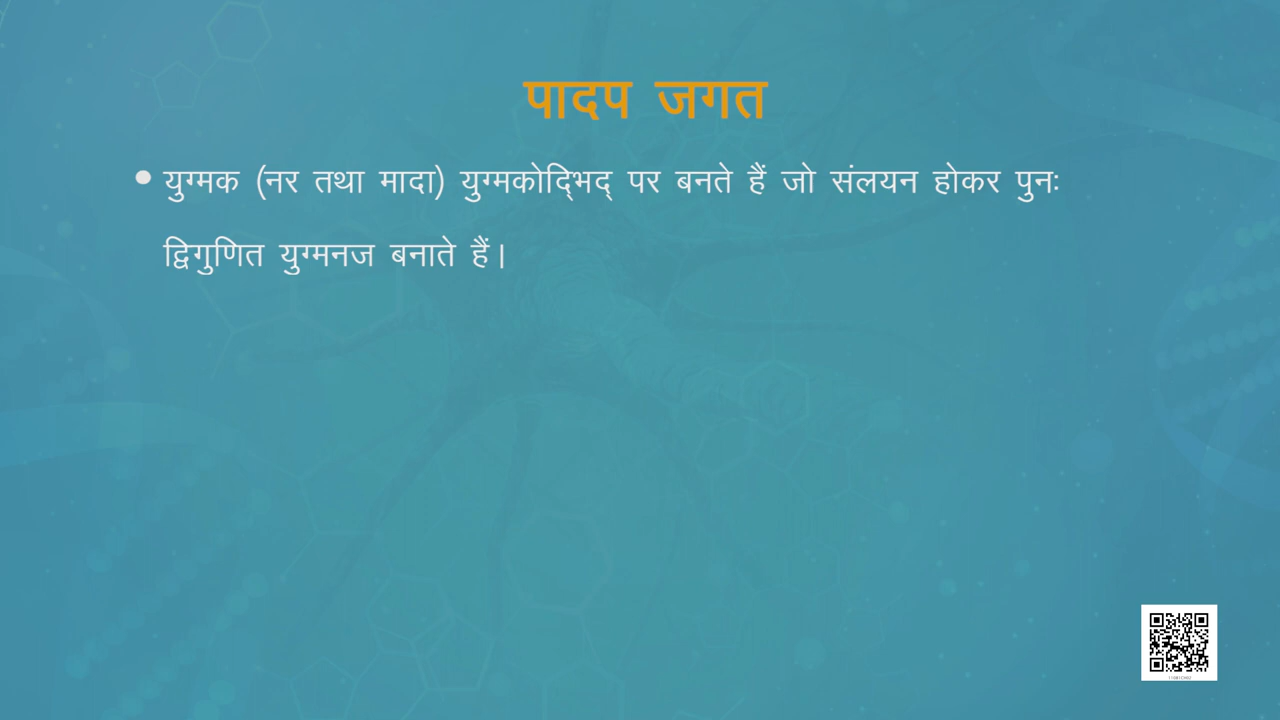 पादप जगत
• युग्मक (नर तथा मादा) युग्मकोद्‌भिद् पर बनते हैं जो संलयन होकर पुनः
द्विगुणित युग्मनज बनाते हैं।